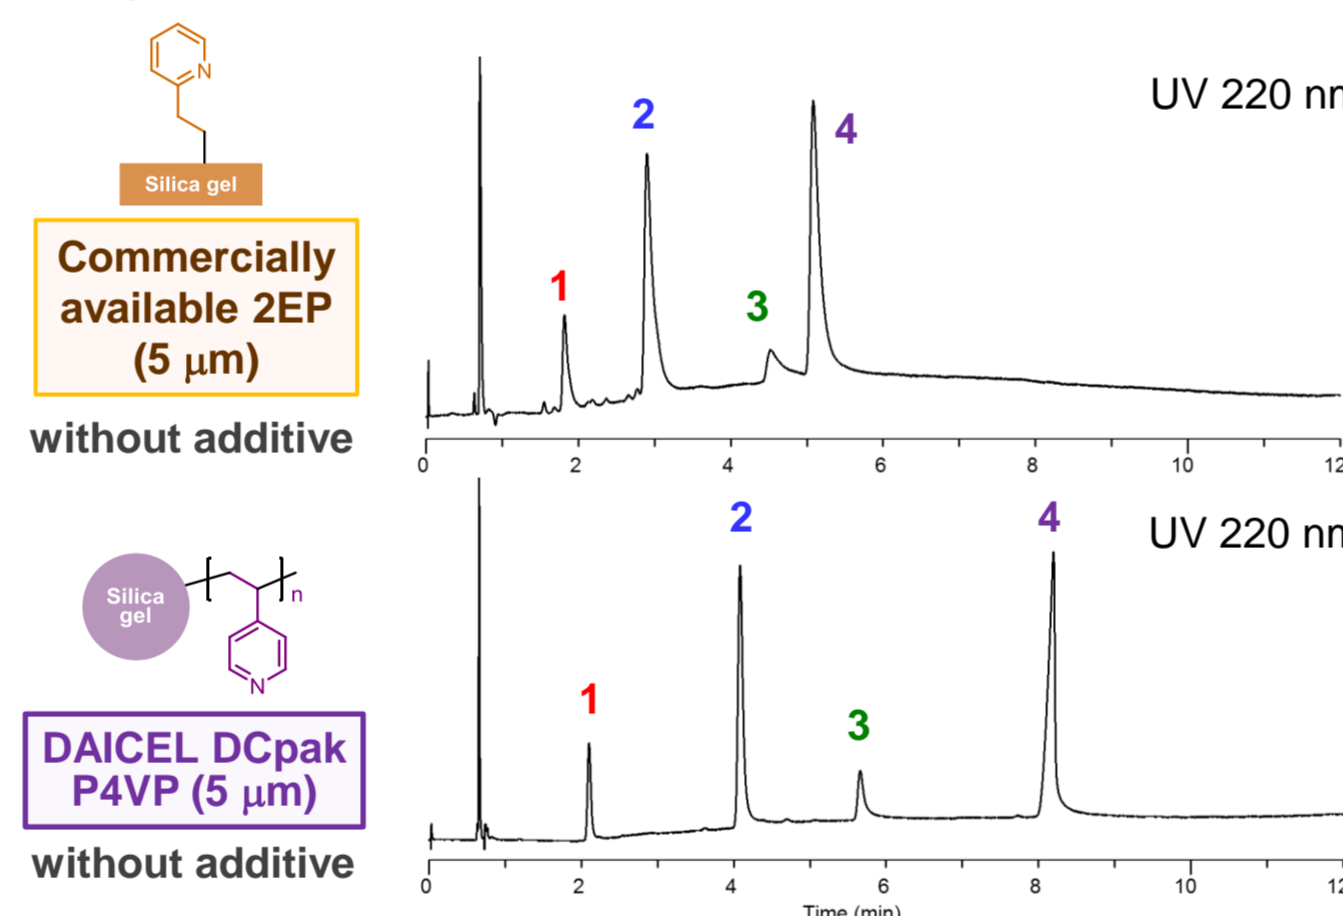 N
Silica gel
Commercially
available 2EP
(5 μm)
without additive
1
2
3
4
UV 220 nm
0
2
4
6
8
10
12
Silica
gel
n
N
DAICEL DCpak
P4VP (5 μm)
without additive
1
2
3
4
UV 220 nm
0
2
4
6
8
10
12
Time (min)